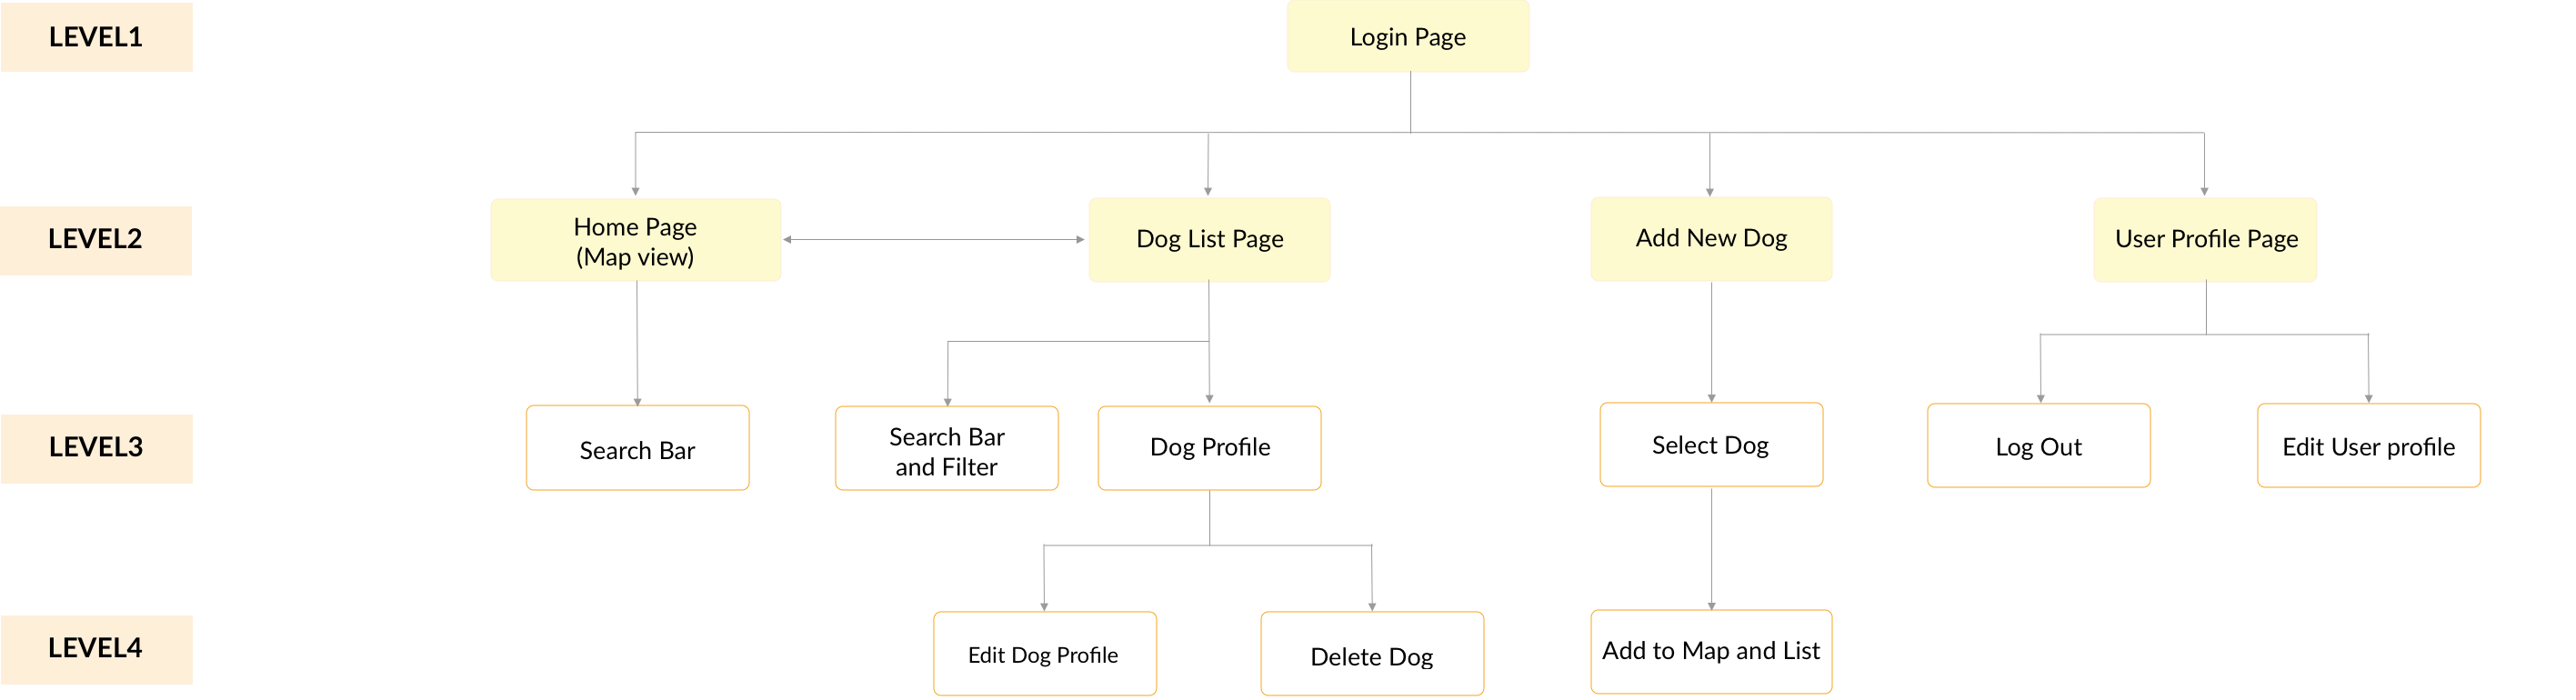 LEVEL1
Login Page
LEVEL2
Home Page
(Map view)
Dog List Page
Add New Dog
User Profile Page
LEVEL3
Search Bar
Search Bar
and Filter
Dog Profile
Select Dog
Log Out
Edit User profile
LEVEL4
Edit Dog Profile
Delete Dog
Add to Map and List